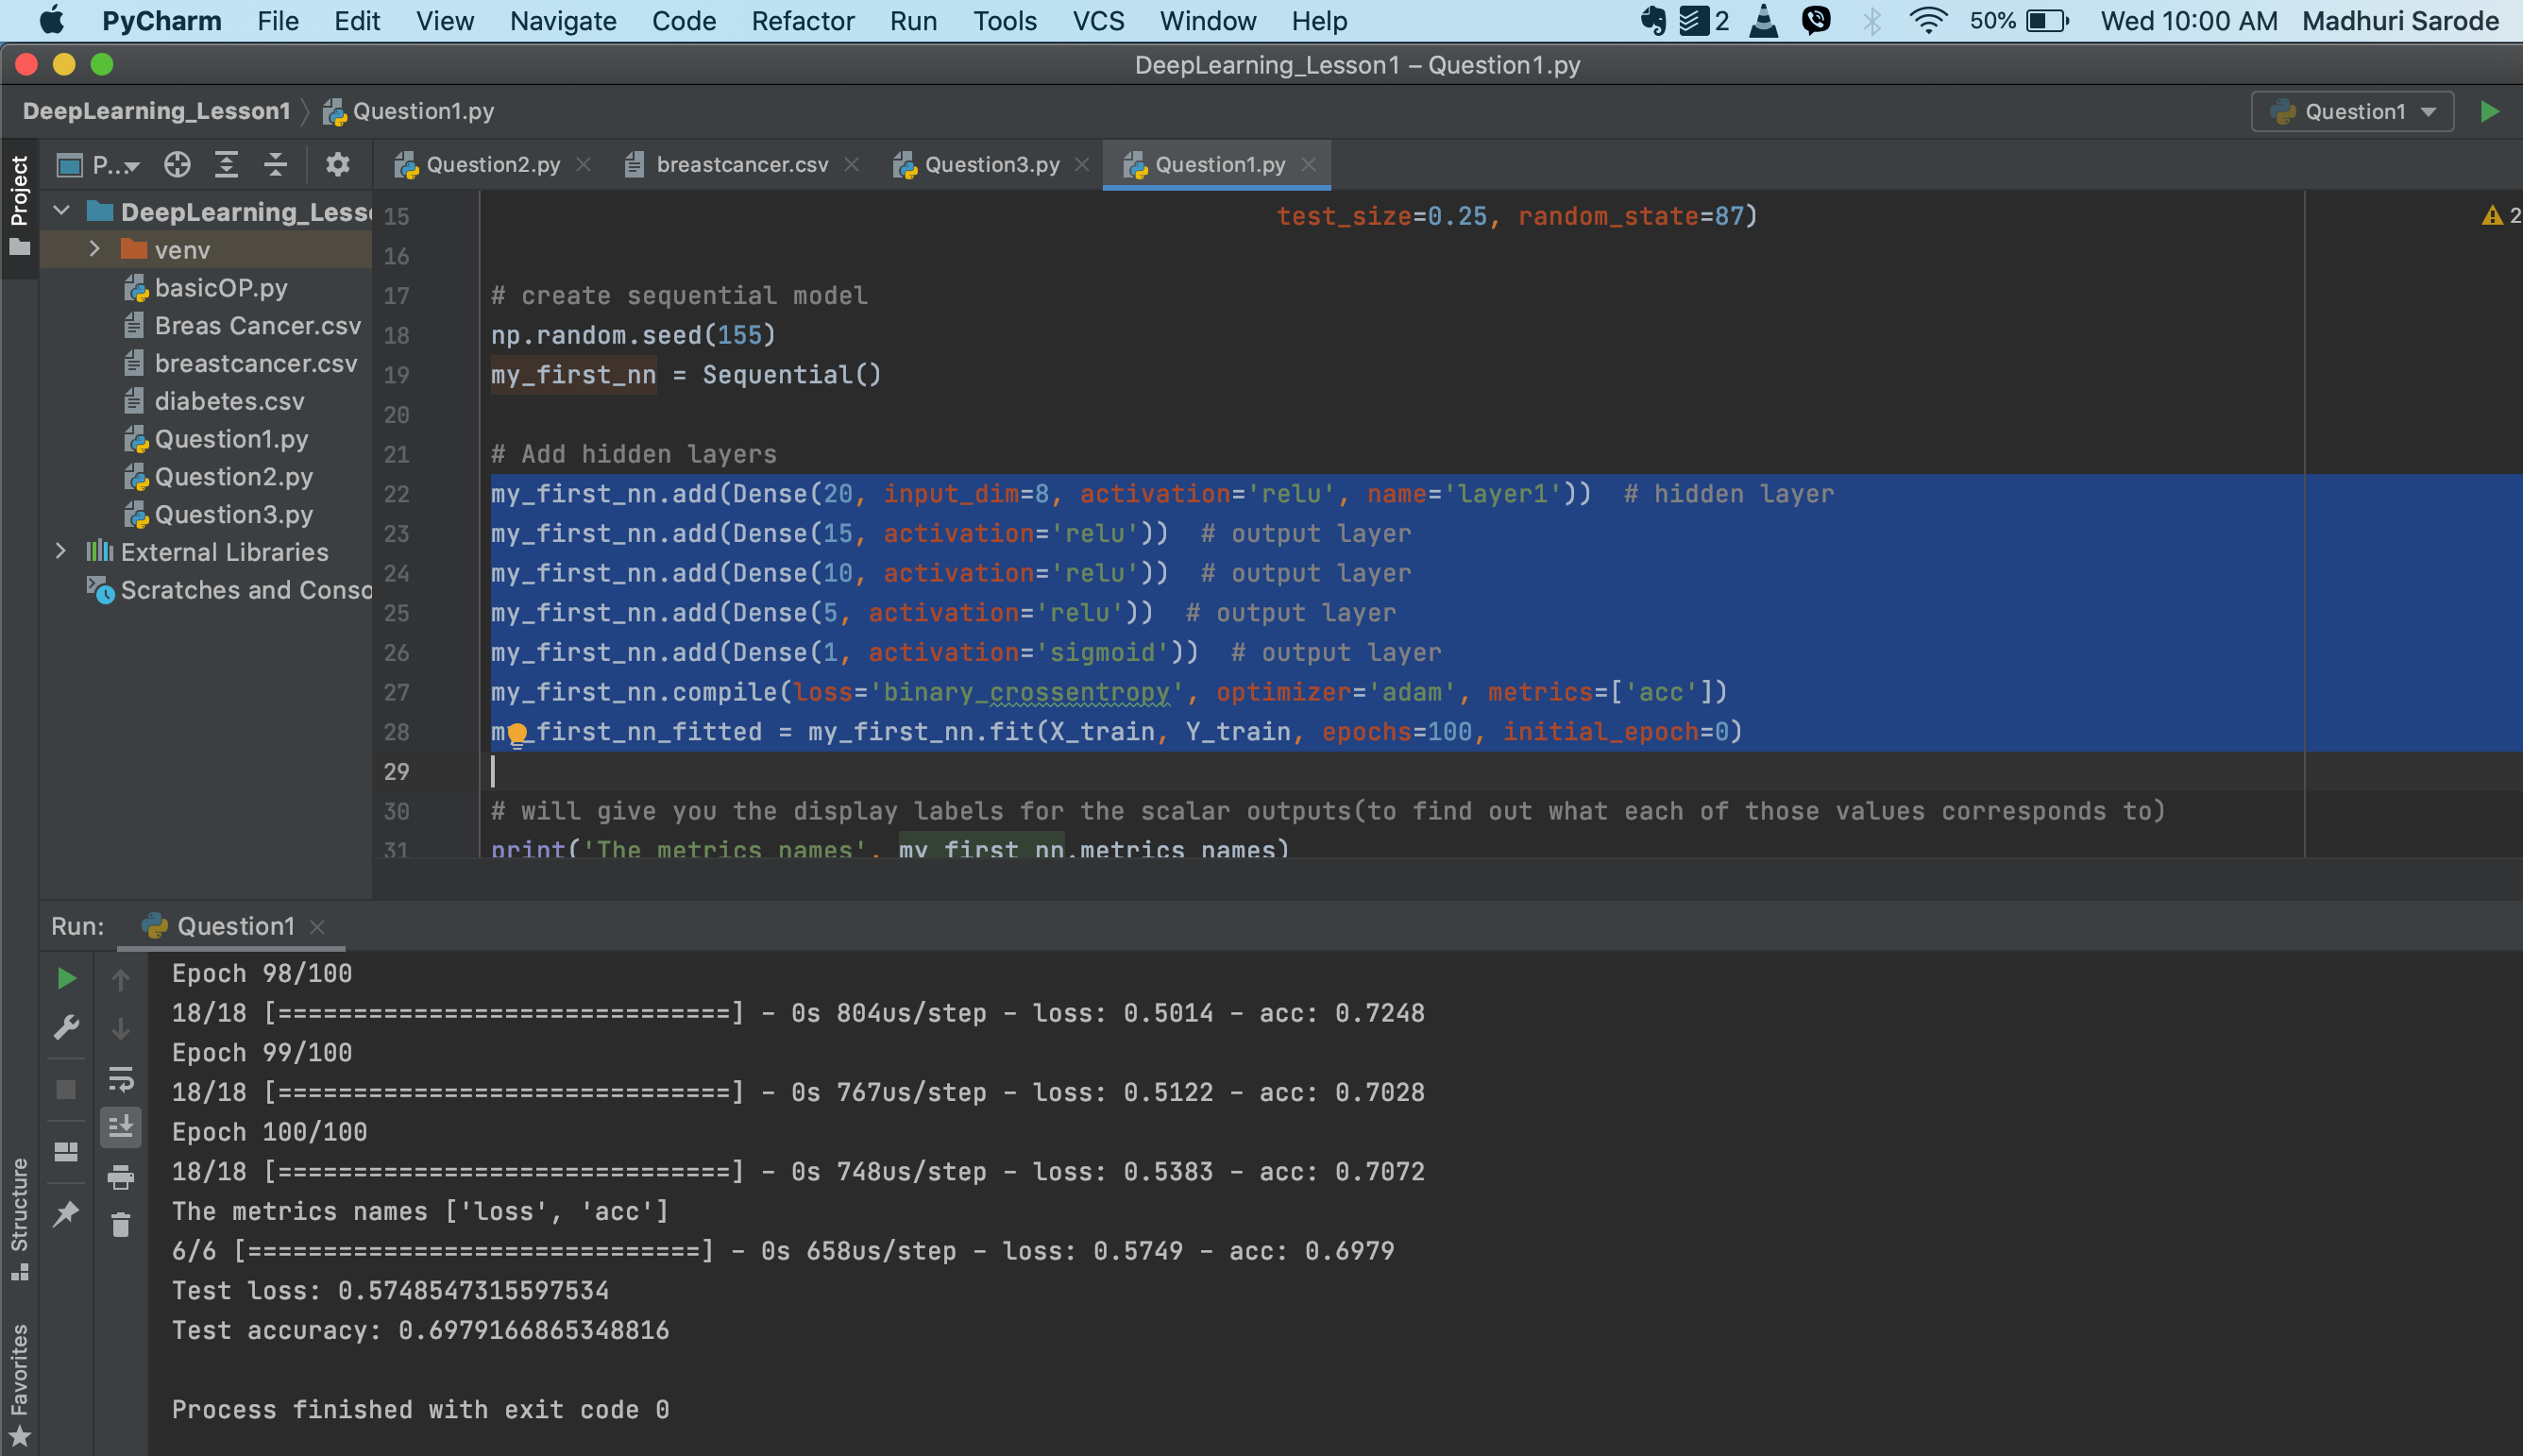 PyCharm File Edit View Navigate Code Refactor Run Tools VCS Window Help 2 50% Wed 10:00 AM Madhuri Sarode
DeepLearning_Lesson1 – Question1.py
DeepLearning_Lesson1 Question1.py Question1
Project
P... Question2.py breastcancer.csv Question3.py Question1.py
DeepLearning_Lesso
venv
basicOP.py
Breas Cancer.csv
breastcancer.csv
diabetes.csv
Question1.py
Question2.py
Question3.py
External Libraries
Scratches and Conso
15 test_size=0.25, random_state=87) 2
16
17 # create sequential model
18 np.random.seed(155)
19 my_first_nn = Sequential()
20
21 # Add hidden layers
22 my_first_nn.add(Dense(20, input_dim=8, activation='relu', name='layer1')) # hidden layer
23 my_first_nn.add(Dense(15, activation='relu')) # output layer
24 my_first_nn.add(Dense(10, activation='relu')) # output layer
25 my_first_nn.add(Dense(5, activation='relu')) # output layer
26 my_first_nn.add(Dense(1, activation='sigmoid')) # output layer
27 my_first_nn.compile(loss='binary_crossentropy', optimizer='adam', metrics=['acc'])
28 my_first_nn_fitted = my_first_nn.fit(X_train, Y_train, epochs=100, initial_epoch=0)
29
30 # will give you the display labels for the scalar outputs(to find out what each of those values corresponds to)
31 print('The metrics names', my_first_nn.metrics_names)
Run: Question1
Epoch 98/100
18/18 [==============================] - 0s 804us/step - loss: 0.5014 - acc: 0.7248
Epoch 99/100
18/18 [==============================] - 0s 767us/step - loss: 0.5122 - acc: 0.7028
Epoch 100/100
18/18 [==============================] - 0s 748us/step - loss: 0.5383 - acc: 0.7072
The metrics names ['loss', 'acc']
6/6 [==============================] - 0s 658us/step - loss: 0.5749 - acc: 0.6979
Test loss: 0.5748547315597534
Test accuracy: 0.6979166865348816
Process finished with exit code 0
Structure
Favorites